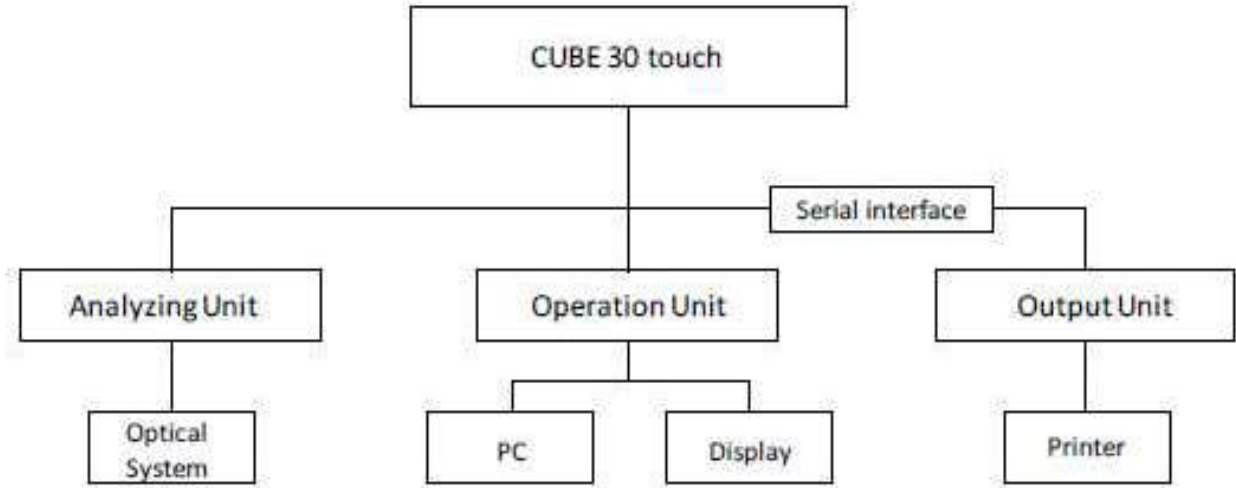 CUBE 30 touch
Serial interface
Analyzing Unit
Operation Unit
Output Unit
Optical
System
PC
Display
Printer